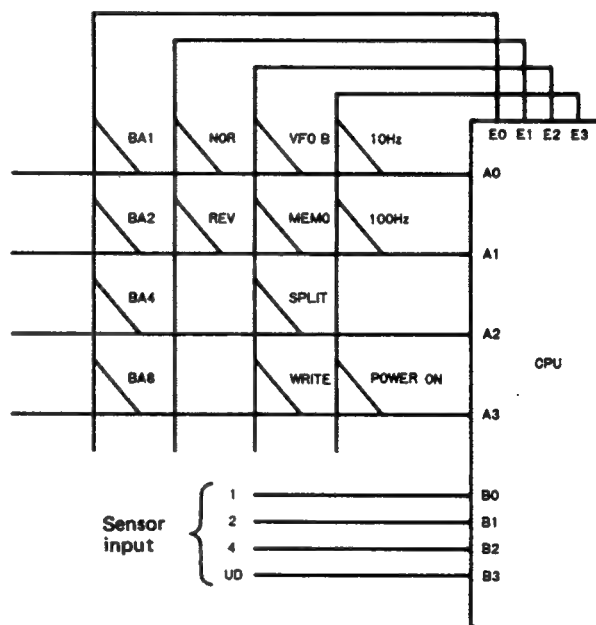 E0 E1 E2 E3
BA1 NOR VFO B 10Hz
A0
BA2 REV MEMO 100Hz
A1
BA4 SPLIT
A2
CPU
BA8 WRITE POWER ON
A3
1 B0
Sensor input
2 B1
4 B2
UD B3